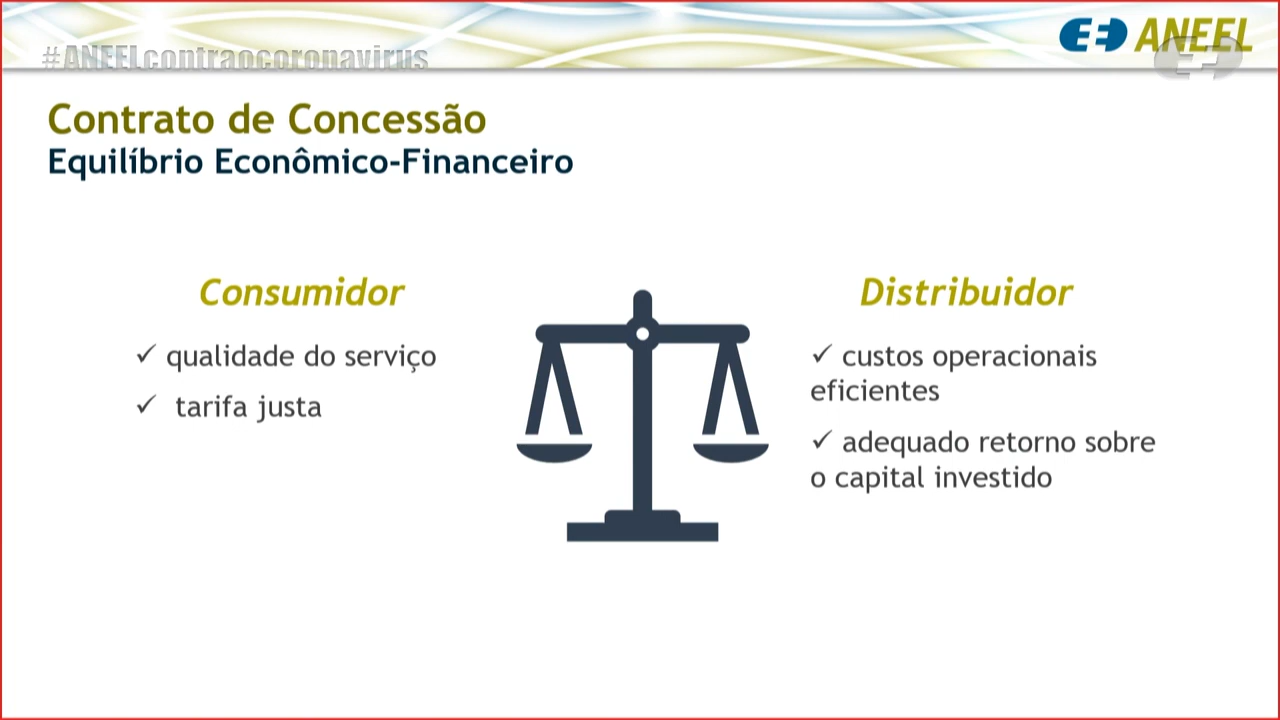 #ANEELcontraocoronavirus
ANEEL
Contrato de Concessão
Equilíbrio Econômico-Financeiro
Consumidor
✓ qualidade do serviço
✓ tarifa justa
Distribuidor
✓ custos operacionais
eficientes
✓ adequado retorno sobre
o capital investido